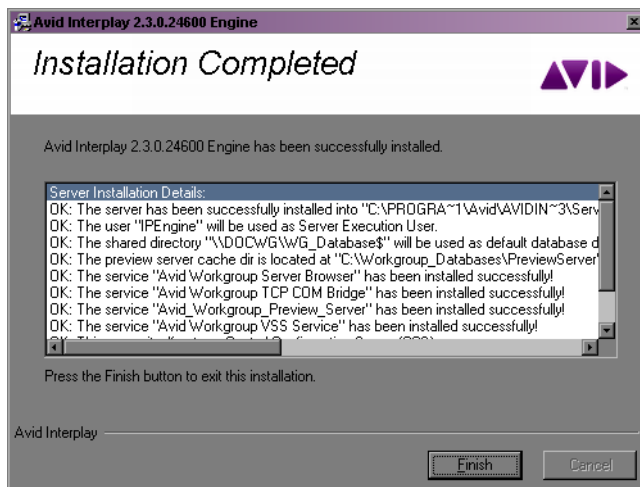 Avid Interplay 2.3.0.24600 Engine
Installation Completed
AVID
Avid Interplay 2.3.0.24600 Engine has been successfully installed.
Server Installation Details:
OK: The server has been successfully installed into "C:\PROGRA~1\Avid\AVIDIN~3\Serv
OK: The user "IPEngine" will be used as Server Execution User.
OK: The shared directory "\\DOCWG\WG_Database$" will be used as default database d
OK: The preview server cache dir is located at "C:\Workgroup_Databases\PreviewServer"
OK: The service "Avid Workgroup Server Browser" has been installed successfully!
OK: The service "Avid Workgroup TCP COM Bridge" has been installed successfully!
OK: The service "Avid_Workgroup_Preview_Server" has been installed successfully!
OK: The service "Avid Workgroup VSS Service" has been installed successfully!
Press the Finish button to exit this installation.
Avid Interplay
Finish
Cancel